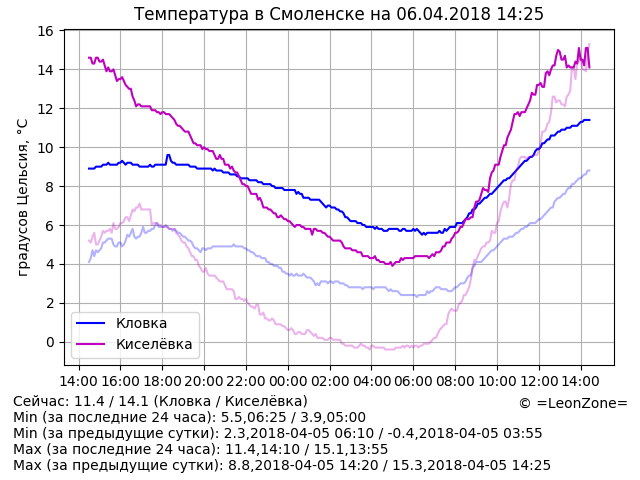 Температура в Смоленске на 06.04.2018 14:25
градусов Цельсия, °C
16
14
12
10
8
6
4
2
0
Кловка
Киселёвка
14:00 16:00 18:00 20:00 22:00 00:00 02:00 04:00 06:00 08:00 10:00 12:00 14:00
Сейчас: 11.4 / 14.1 (Кловка / Киселёвка)
© =LeonZone=
Min (за последние 24 часа): 5.5,06:25 / 3.9,05:00
Min (за предыдущие сутки): 2.3,2018-04-05 06:10 / -0.4,2018-04-05 03:55
Max (за последние 24 часа): 11.4,14:10 / 15.1,13:55
Max (за предыдущие сутки): 8.8,2018-04-05 14:20 / 15.3,2018-04-05 14:25